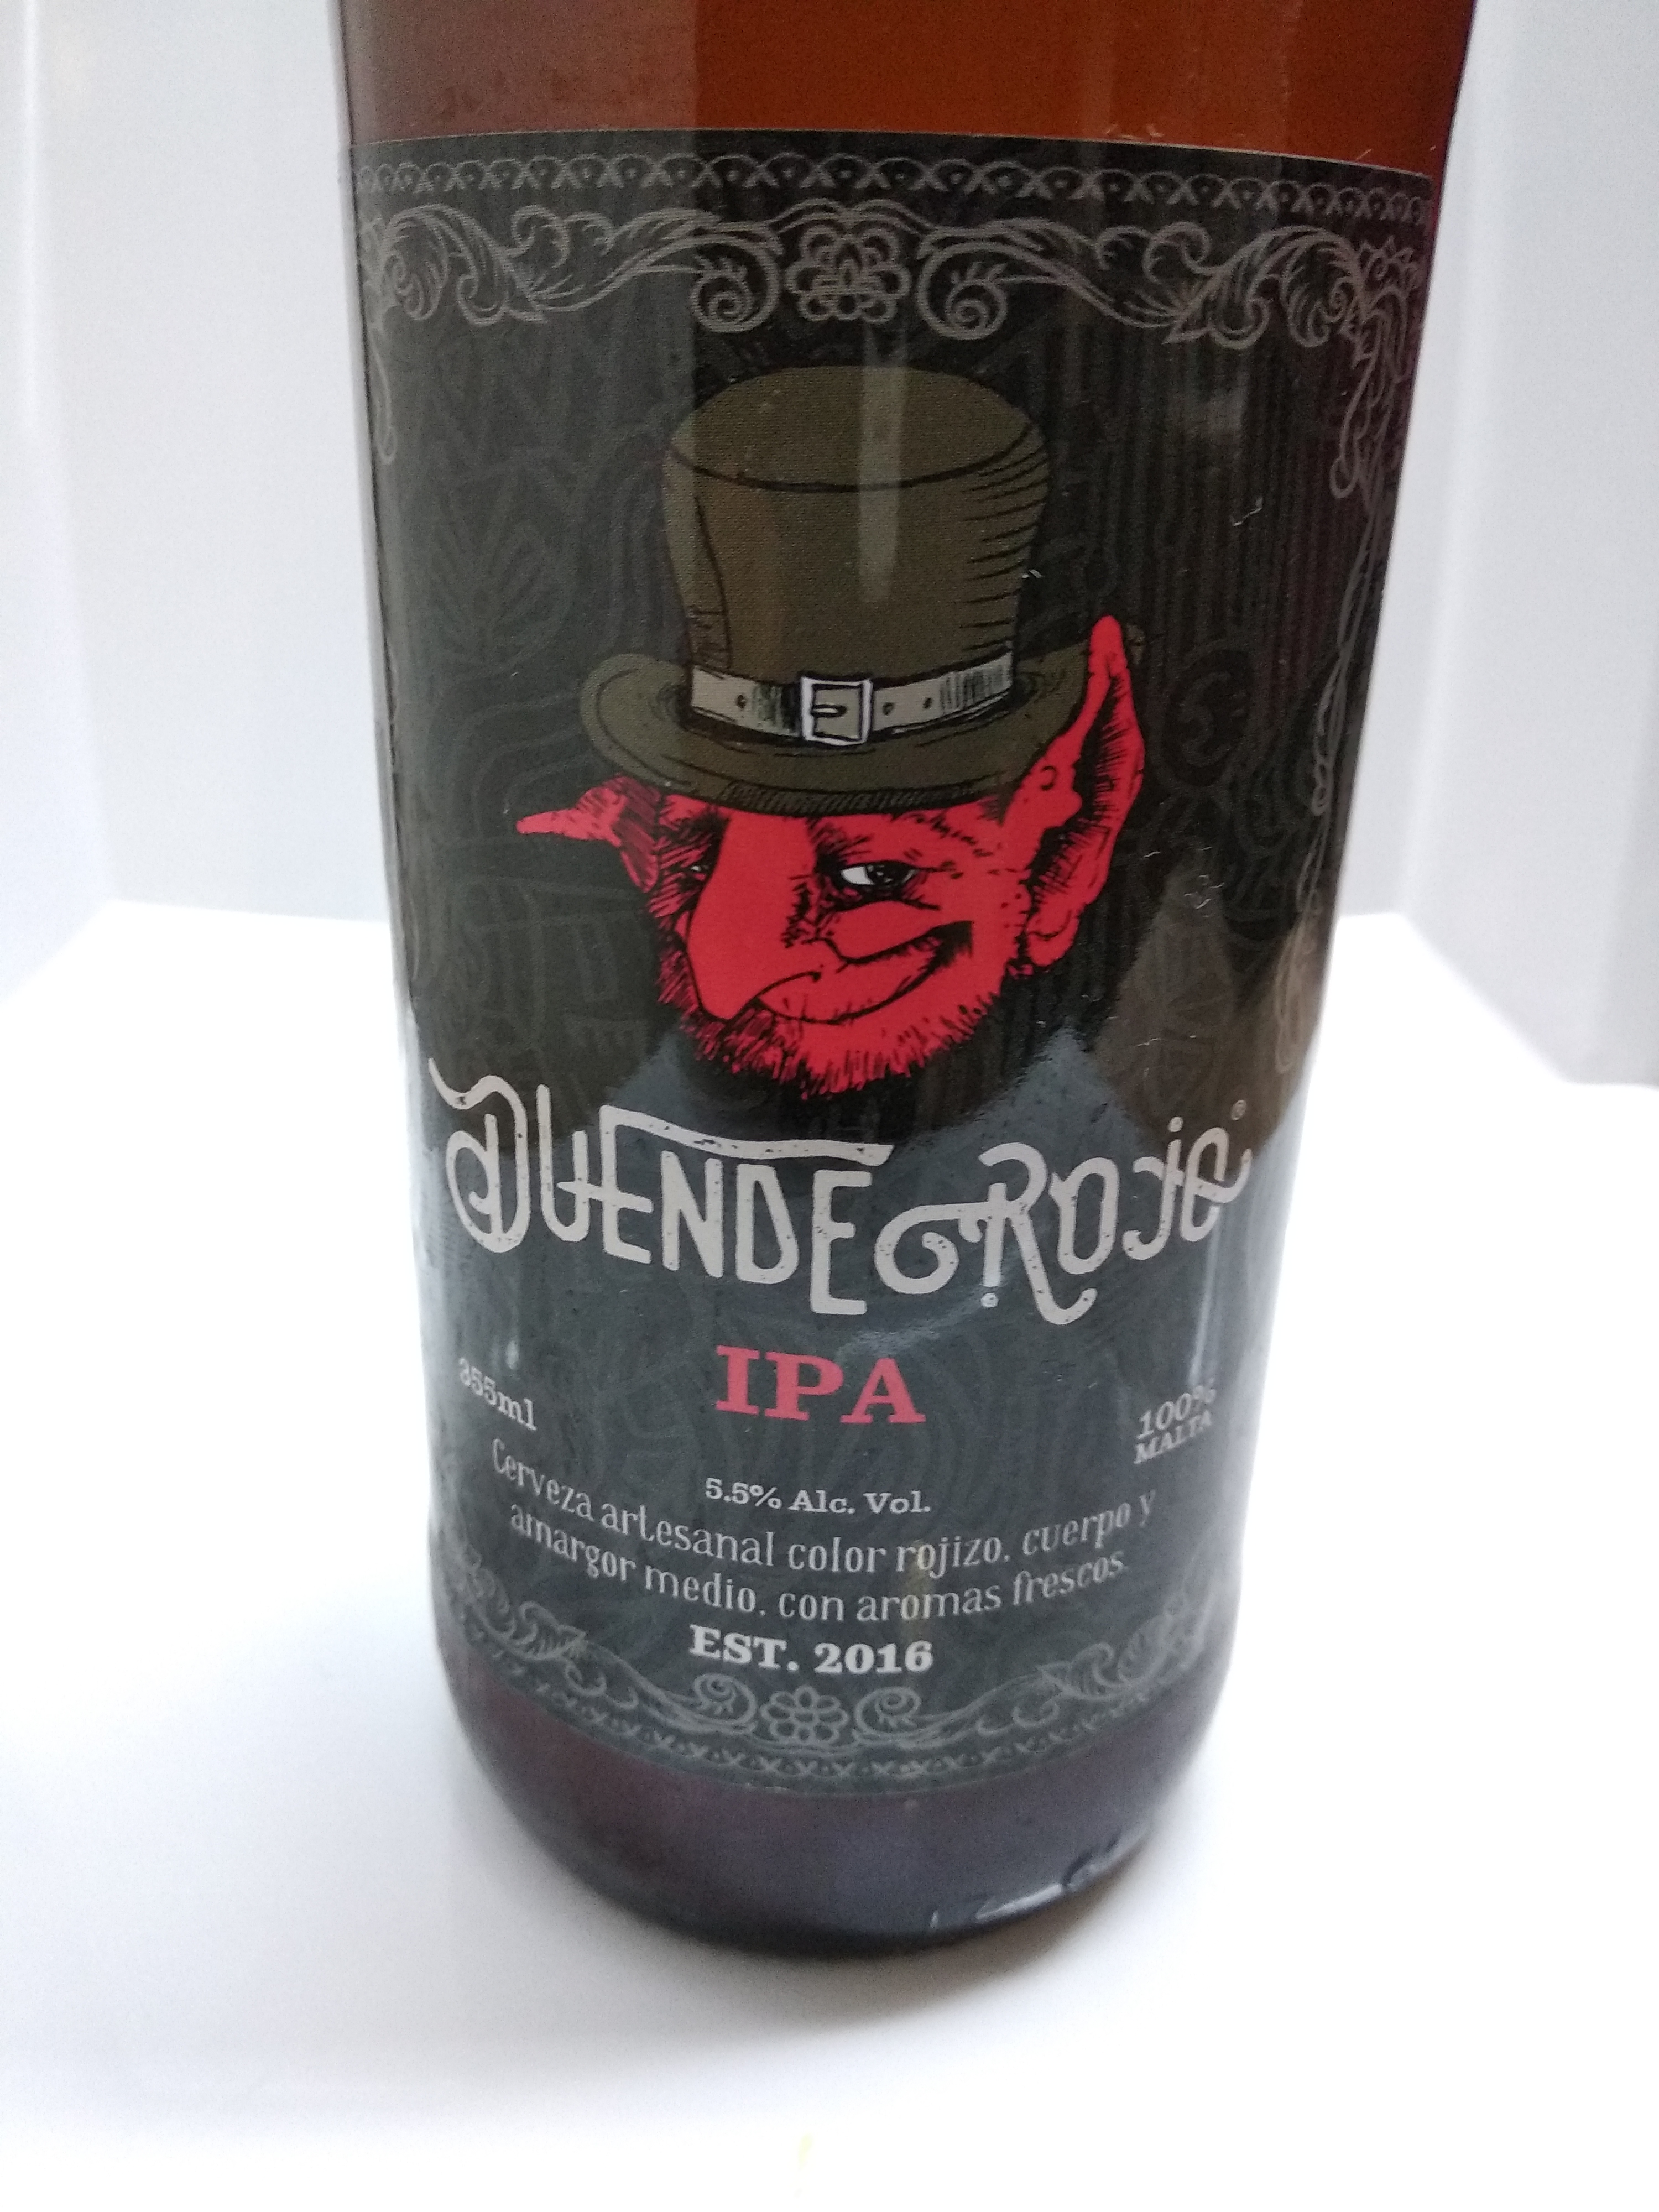 DUENDE ROJO®
IPA
355ml
100%
MALTA
5.5% Alc. Vol.
Cerveza artesanal color rojizo, cuerpo y
amargor medio, con aromas frescos.
EST. 2016